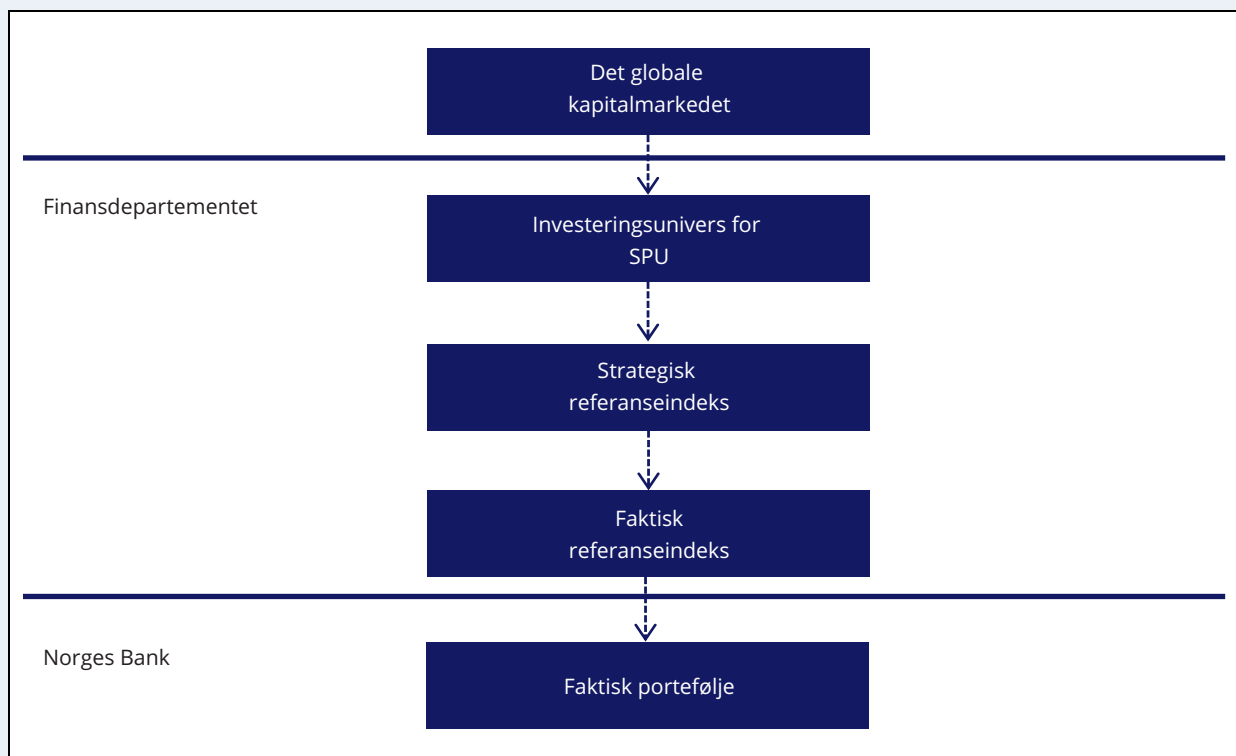 Det globale
kapitalmarkedet
Finansdepartementet
Investeringsunivers for
SPU
Strategisk
referanseindeks
Faktisk
referanseindeks
Norges Bank
Faktisk portefølje